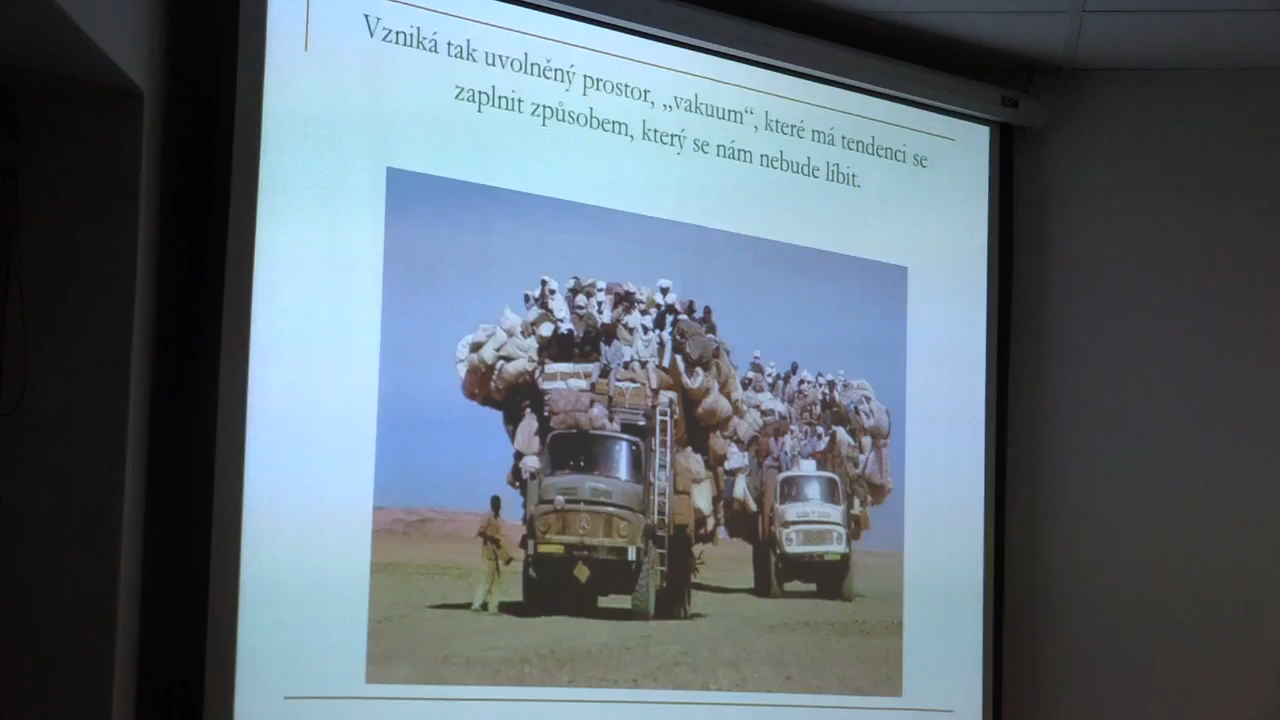 Vzniká tak uvolněný prostor, „vakuum“, které má tendenci se
zaplnit způsobem, který se nám nebude líbit.